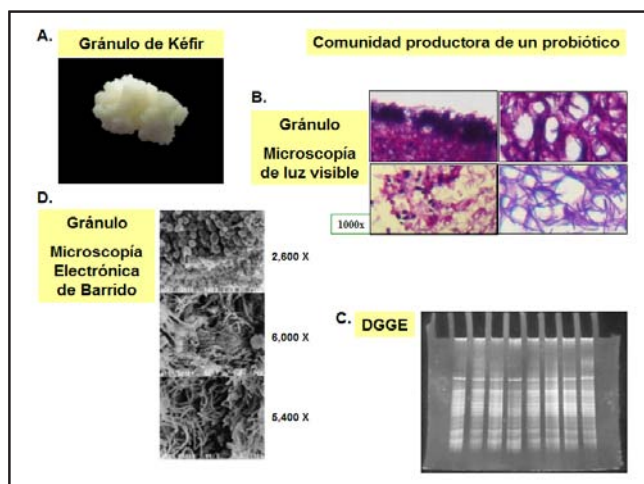 A.
Gránulo de Kéfir
Comunidad productora de un probiótico
B.
Gránulo
Microscopía
de luz visible
1000x
D.
Gránulo
Microscopía
Electrónica
de Barrido
2,600 X
6,000 X
5,400 X
C.
DGGE